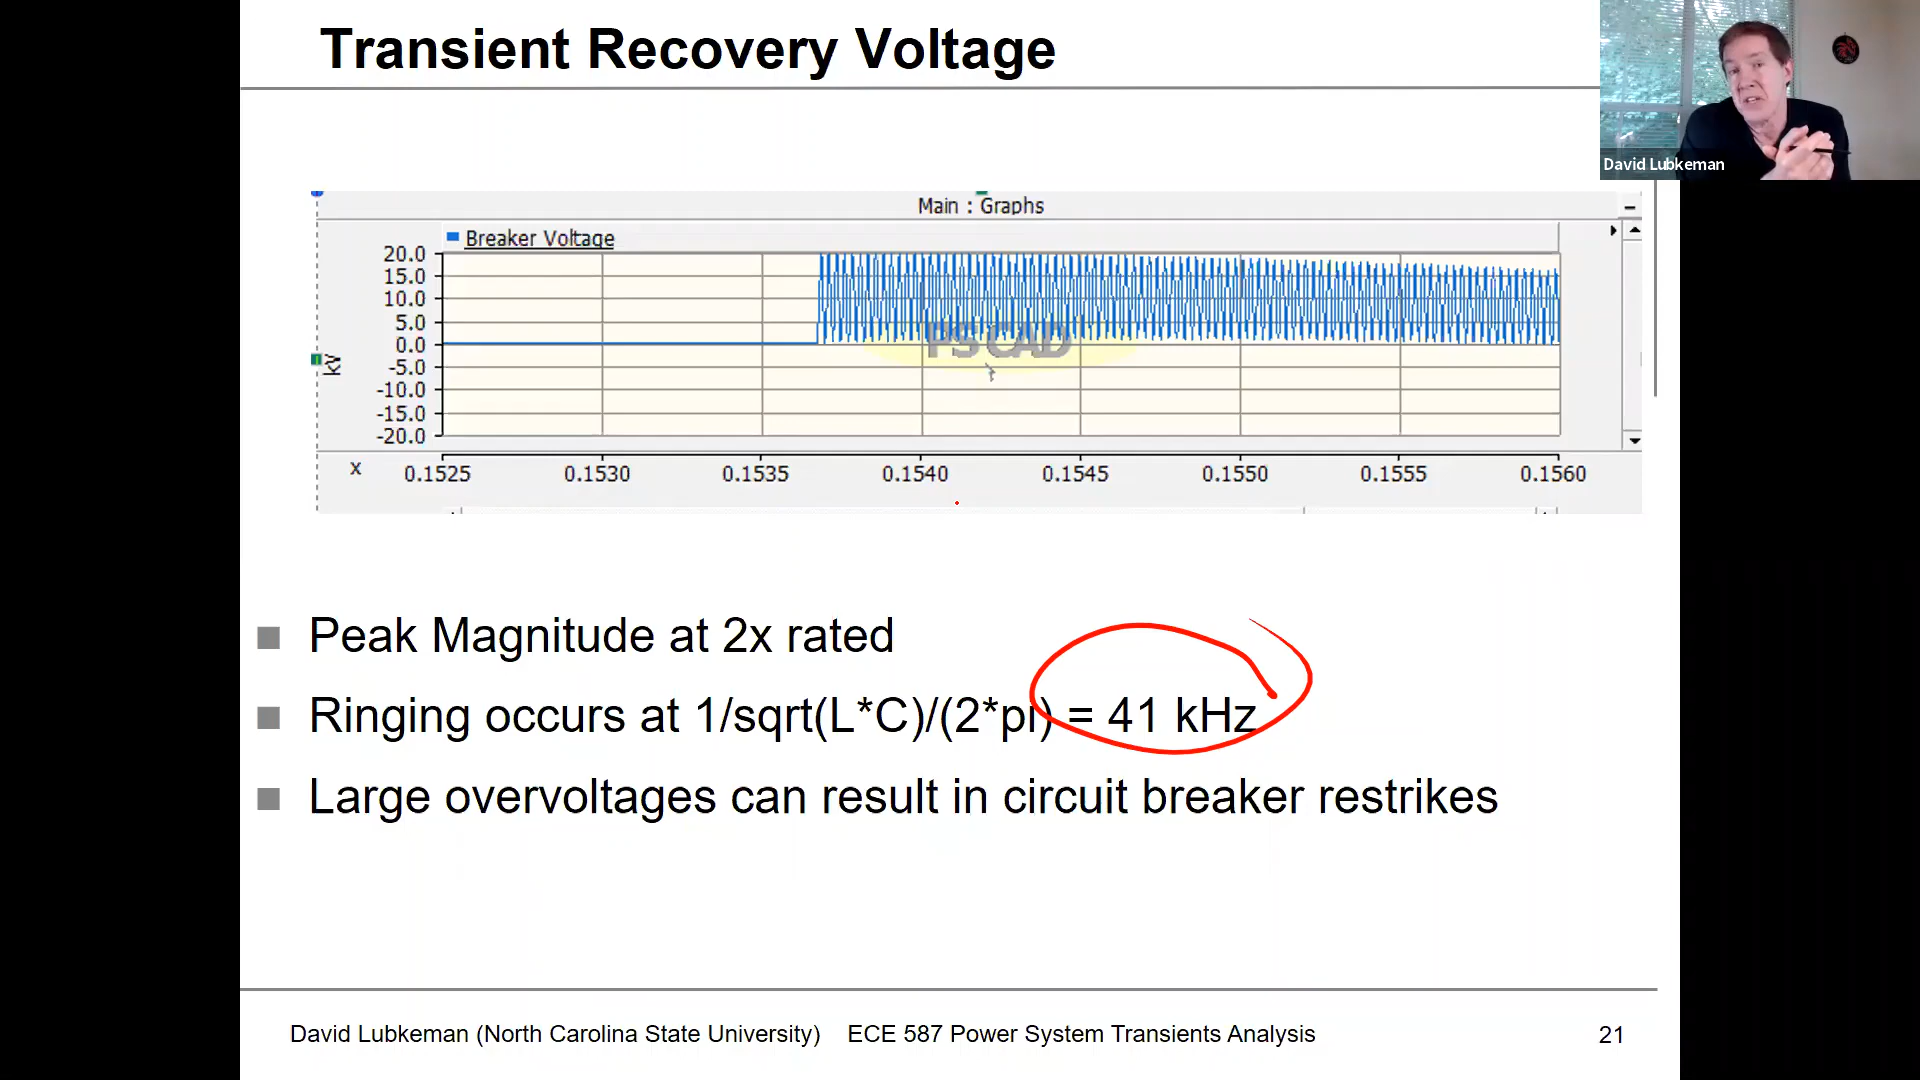 Transient Recovery Voltage
David Lubkeman
Main : Graphs
Breaker Voltage
20.0
15.0
10.0
5.0
0.0
-5.0
-10.0
-15.0
-20.0
kV
PSCAD
x
0.1525 0.1530 0.1535 0.1540 0.1545 0.1550 0.1555 0.1560
Peak Magnitude at 2x rated
Ringing occurs at 1/sqrt(L*C)/(2*pi) = 41 kHz
Large overvoltages can result in circuit breaker restrikes
David Lubkeman (North Carolina State University) ECE 587 Power System Transients Analysis 21